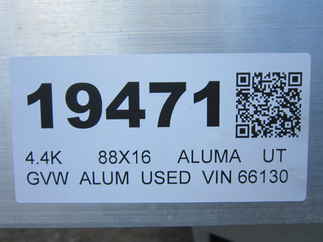 19471
4.4K 88X16 ALUMA UT
GVW ALUM USED VIN 66130